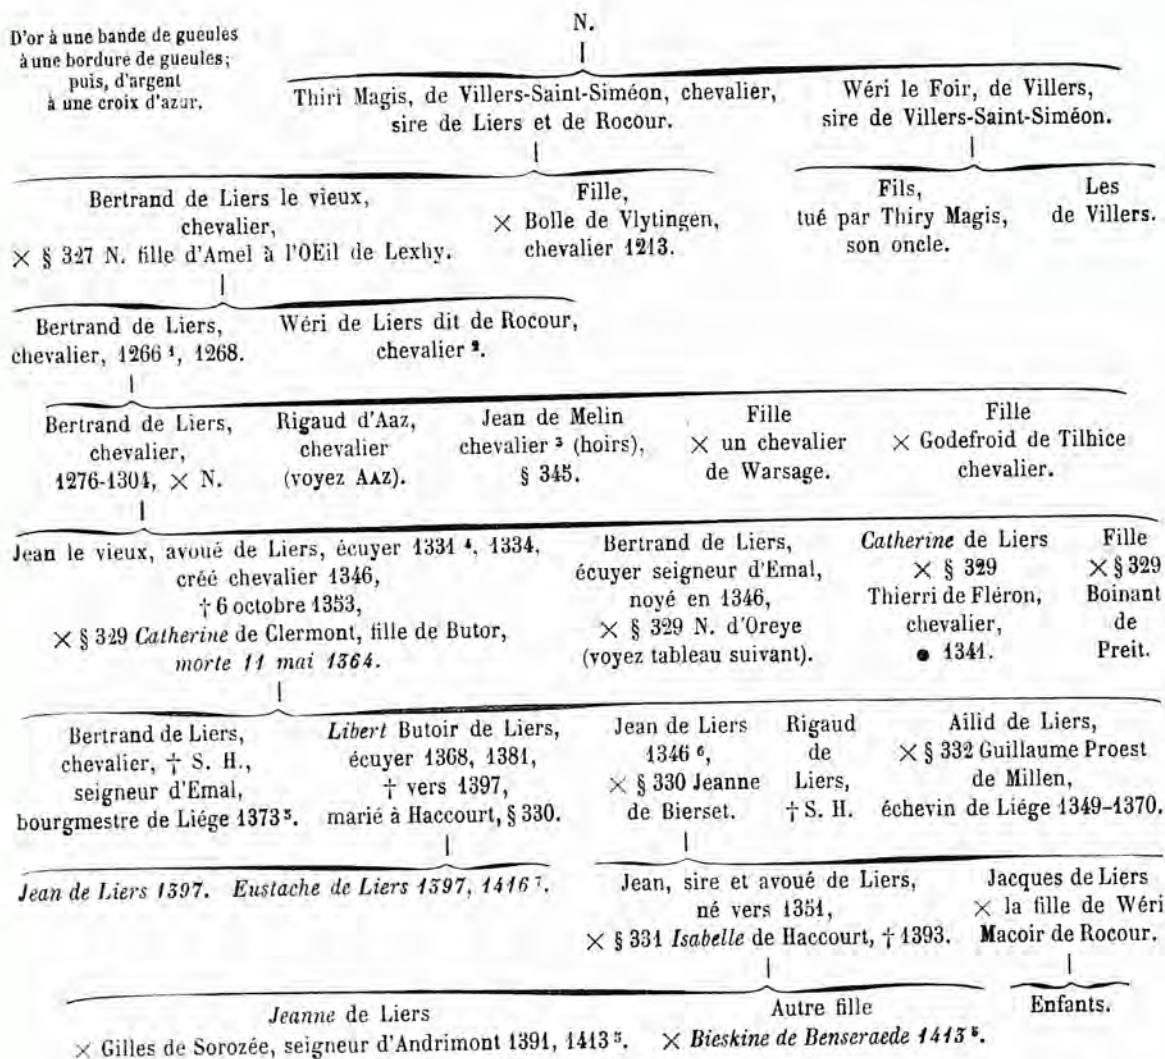 D'or à une bande de gueules
à une bordure de gueules;
puis, d'argent
à une croix d'azur.
N.
Thiri Magis, de Villers-Saint-Siméon, chevalier,
sire de Liers et de Rocour.
Wéri le Foir, de Villers,
sire de Villers-Saint-Siméon.
Bertrand de Liers le vieux,
chevalier,
× § 327 N. fille d'Amel à l'OEil de Lexhy.
Fille,
× Bolle de Vlytingen,
chevalier 1213.
Fils,
tué par Thiry Magis,
son oncle.
Les
de Villers.
Bertrand de Liers,
chevalier, 1266 ¹, 1268.
Wéri de Liers dit de Rocour,
chevalier ².
Bertrand de Liers,
chevalier,
1276-1304, × N.
Rigaud d'Aaz,
chevalier
(voyez AAZ).
Jean de Melin
chevalier ³ (hoirs),
§ 345.
Fille
× un chevalier
de Warsage.
Fille
× Godefroid de Tilhice
chevalier.
Jean le vieux, avoué de Liers, écuyer 1331 ⁴, 1334,
créé chevalier 1346,
† 6 octobre 1353,
× § 329 Catherine de Clermont, fille de Butor,
morte 11 mai 1364.
Bertrand de Liers,
écuyer seigneur d'Emal,
noyé en 1346,
× § 329 N. d'Oreye
(voyez tableau suivant).
Catherine de Liers
× § 329
Thierri de Fléron,
chevalier,
● 1341.
Fille
× § 329
Boinant
de
Preit.
Bertrand de Liers,
chevalier, † S. H.,
seigneur d'Emal,
bourgmestre de Liége 1373 ⁵.
Libert Butoir de Liers,
écuyer 1368, 1381,
† vers 1397,
marié à Haccourt, § 330.
Jean de Liers
1346 ⁶,
× § 330 Jeanne
de Bierset.
Rigaud
de
Liers,
† S. H.
Ailid de Liers,
× § 332 Guillaume Proest
de Millen,
échevin de Liége 1349-1370.
Jean de Liers 1397. Eustache de Liers 1397, 1416 ⁷.
Jean, sire et avoué de Liers,
né vers 1351,
× § 331 Isabelle de Haccourt, † 1393.
Jacques de Liers
× la fille de Wéri
Macoir de Rocour.
Jeanne de Liers
× Gilles de Sorozée, seigneur d'Andrimont 1391, 1413 ⁵.
Autre fille
× Bieskine de Benseraede 1413 ⁵.
Enfants.